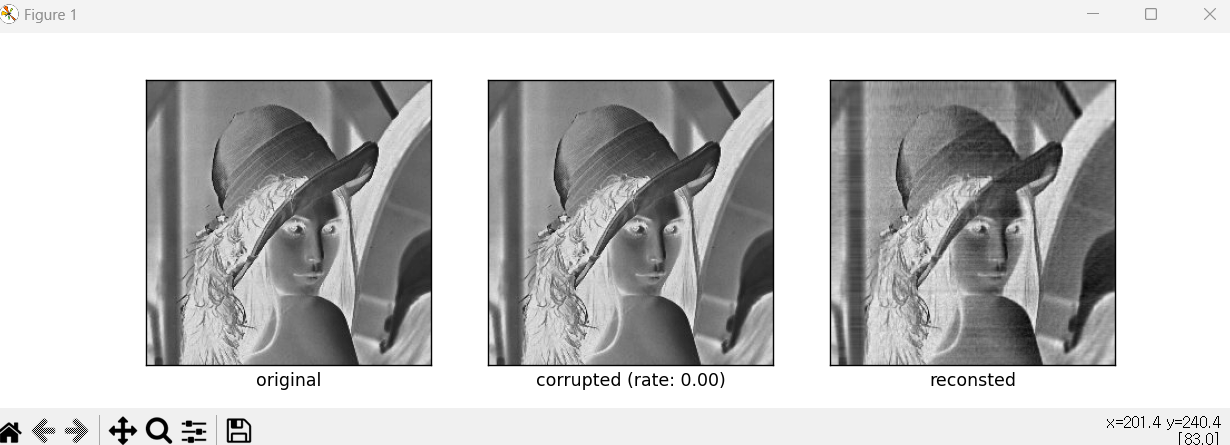 Figure 1
original
corrupted (rate: 0.00)
reconsted
x=201.4 y=240.4
[83.0]